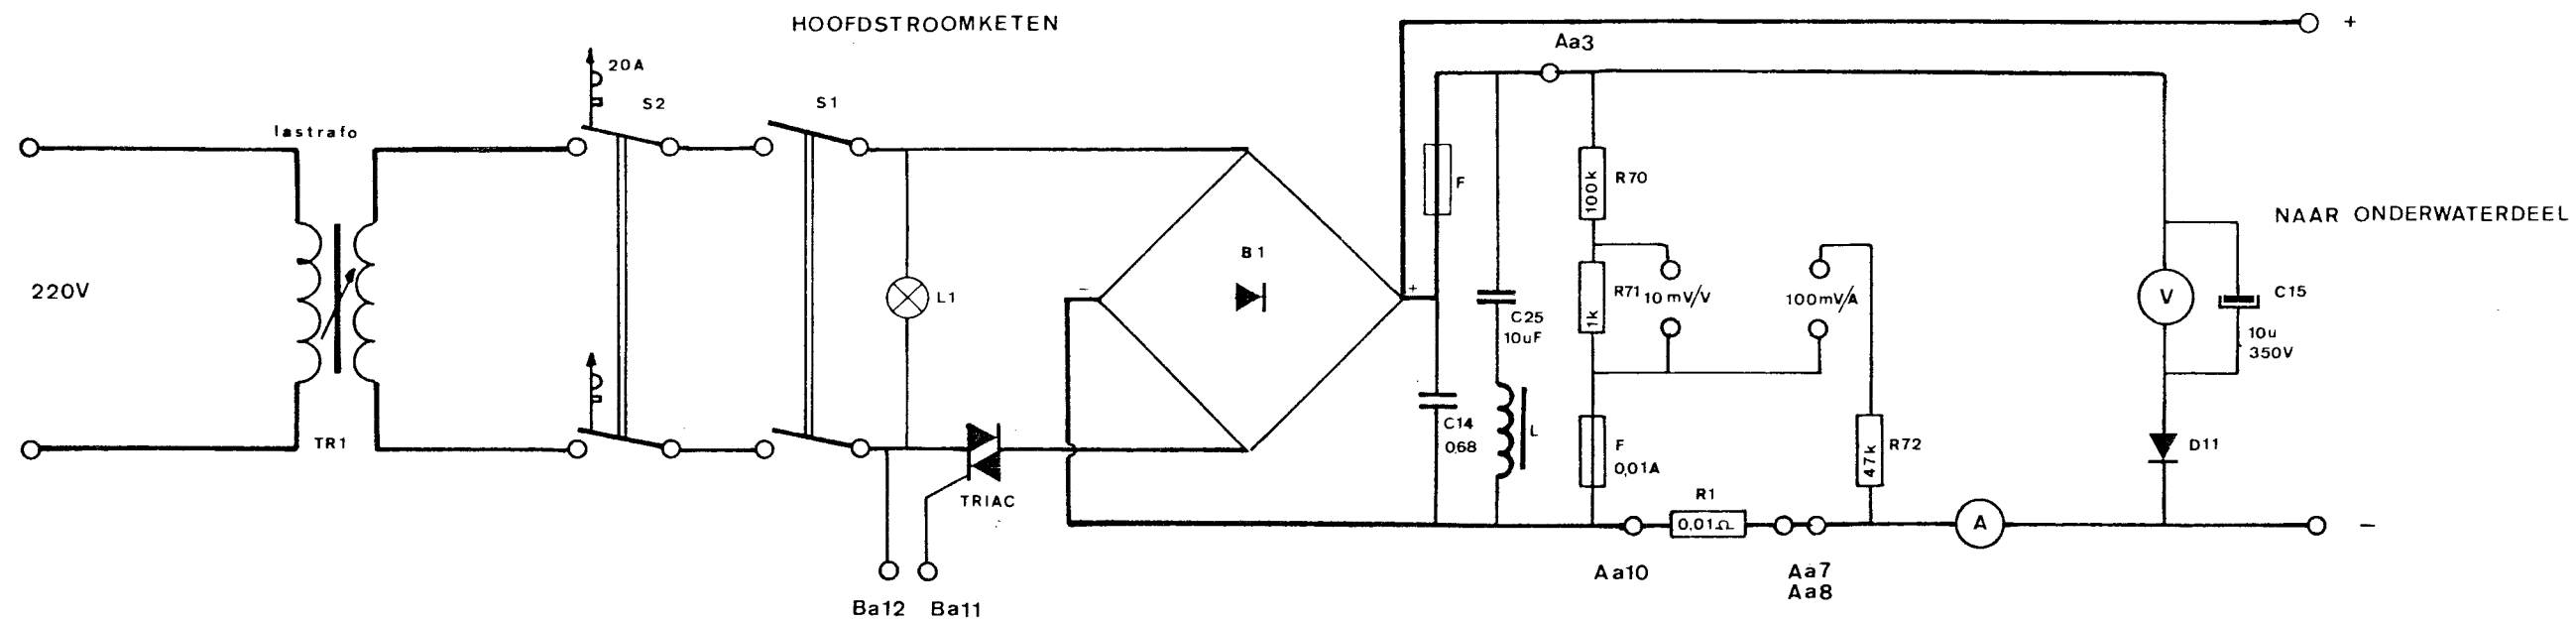 HOOFDSTROOMKETEN
+
Aa3
20A
S2
S1
lastrafo
R70
100k
F
NAAR ONDERWATERDEEL
B1
220V
L1
-
+
R71
1k
10mV/V
100mV/A
V
C15
10u
350V
C25
10uF
TR1
C14
0,68
L
F
0,01A
47k
R72
D11
TRIAC
R1
0,01Ω
A
-
Aa10
Aa7
Aa8
Ba12
Ba11